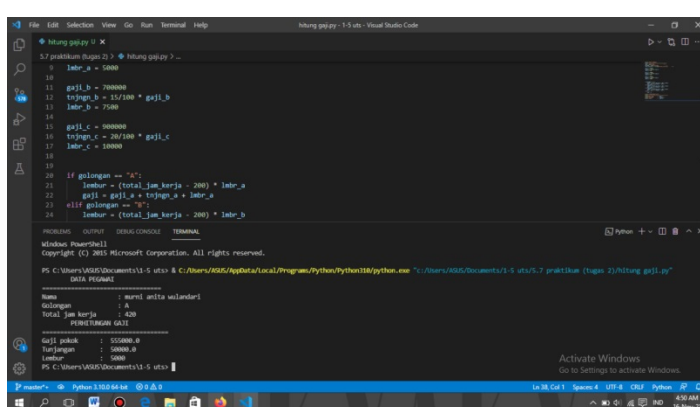 File Edit Selection View Go Run Terminal Help
hitung gaji.py - 1-5 uts - Visual Studio Code
hitung gaji.py U X
5.7 praktikum (tugas 2) > hitung gaji.py > ...
9 lmbr_a = 5000
10
11 gaji_b = 700000
12 tnjngn_b = 15/100 * gaji_b
13 lmbr_b = 7500
14
15 gaji_c = 900000
16 tnjngn_c = 20/100 * gaji_c
17 lmbr_c = 10000
18
19
20 if golongan == "A":
21 lembur = (total_jam_kerja - 200) * lmbr_a
22 gaji = gaji_a + tnjngn_a + lmbr_a
23 elif golongan == "B":
24 lembur = (total_jam_kerja - 200) * lmbr_b
PROBLEMS OUTPUT DEBUG CONSOLE TERMINAL
Python
Windows PowerShell
Copyright (C) 2015 Microsoft Corporation. All rights reserved.
PS C:\Users\ASUS\Documents\1-5 uts> & C:/Users/ASUS/AppData/Local/Programs/Python/Python310/python.exe "c:/Users/ASUS/Documents/1-5 uts/5.7 praktikum (tugas 2)/hitung gaji.py"
DATA PEGAWAI
================================
Nama : murni anita wulandari
Golongan : A
Total jam kerja : 420
PERHITUNGAN GAJI
================================
Gaji pokok : 555000.0
Tunjangan : 50000.0
Lembur : 5000
PS C:\Users\ASUS\Documents\1-5 uts>
Activate Windows
Go to Settings to activate Windows.
master*+ Python 3.10.0 64-bit 0 0 Ln 38, Col 1 Spaces: 4 UTF-8 CRLF Python
IND 4:50 AM